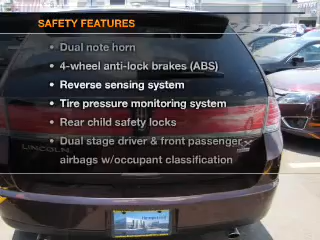 SAFETY FEATURES
• Dual note horn
• 4-wheel anti-lock brakes (ABS)
• Reverse sensing system
• Tire pressure monitoring system
• Rear child safety locks
• Dual stage driver & front passenger
airbags w/occupant classification
LINCOLN